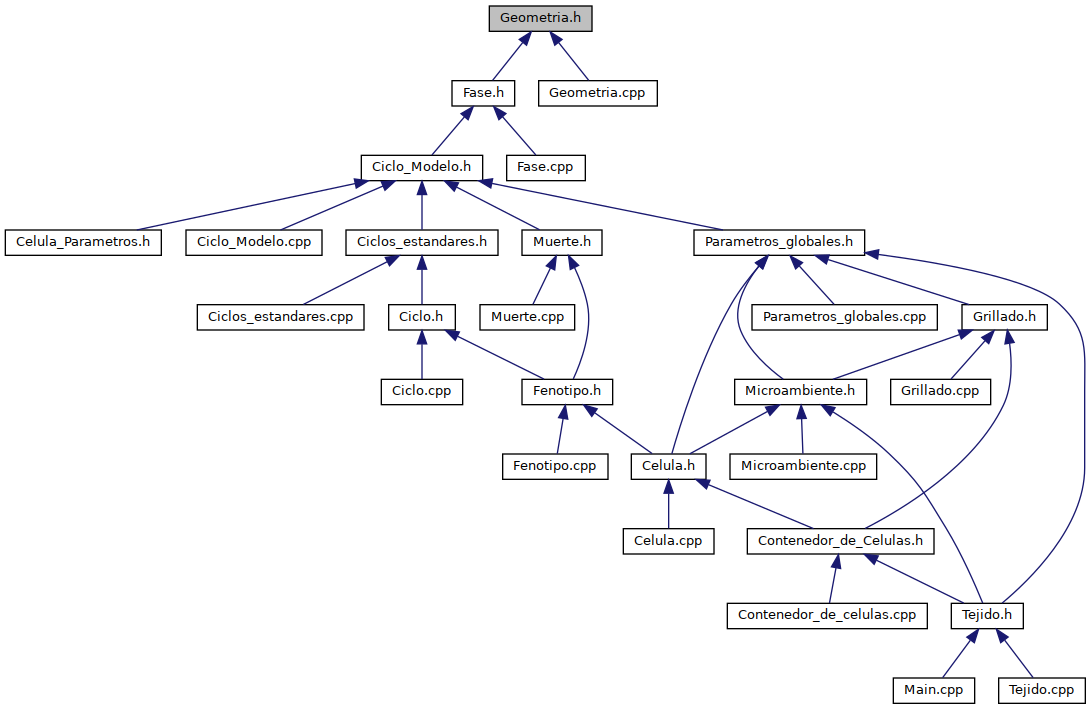 Geometria.h
Fase.h
Geometria.cpp
Ciclo_Modelo.h
Fase.cpp
Celula_Parametros.h
Ciclo_Modelo.cpp
Ciclos_estandares.h
Muerte.h
Parametros_globales.h
Ciclos_estandares.cpp
Ciclo.h
Muerte.cpp
Parametros_globales.cpp
Grillado.h
Ciclo.cpp
Fenotipo.h
Microambiente.h
Grillado.cpp
Fenotipo.cpp
Celula.h
Microambiente.cpp
Celula.cpp
Contenedor_de_Celulas.h
Contenedor_de_celulas.cpp
Tejido.h
Main.cpp
Tejido.cpp